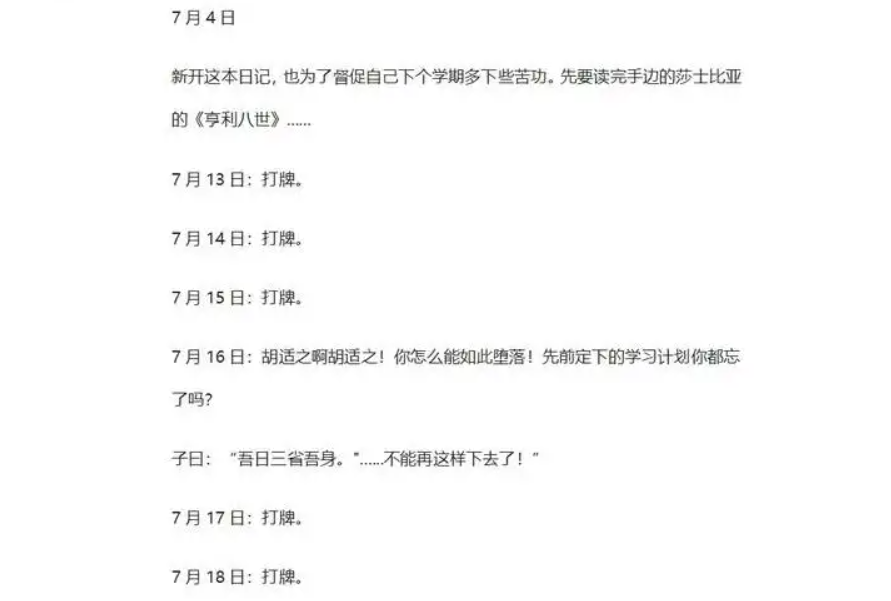 7 月 4 日
新开这本日记，也为了督促自己下个学期多下些苦功。先要读完手边的莎士比亚
的《亨利八世》……
7 月 13 日：打牌。
7 月 14 日：打牌。
7 月 15 日：打牌。
7 月 16 日：胡适之啊胡适之！你怎么能如此堕落！先前定下的学习计划你都忘
了吗？
子曰：“吾日三省吾身。"……不能再这样下去了！”
7 月 17 日：打牌。
7 月 18 日：打牌。